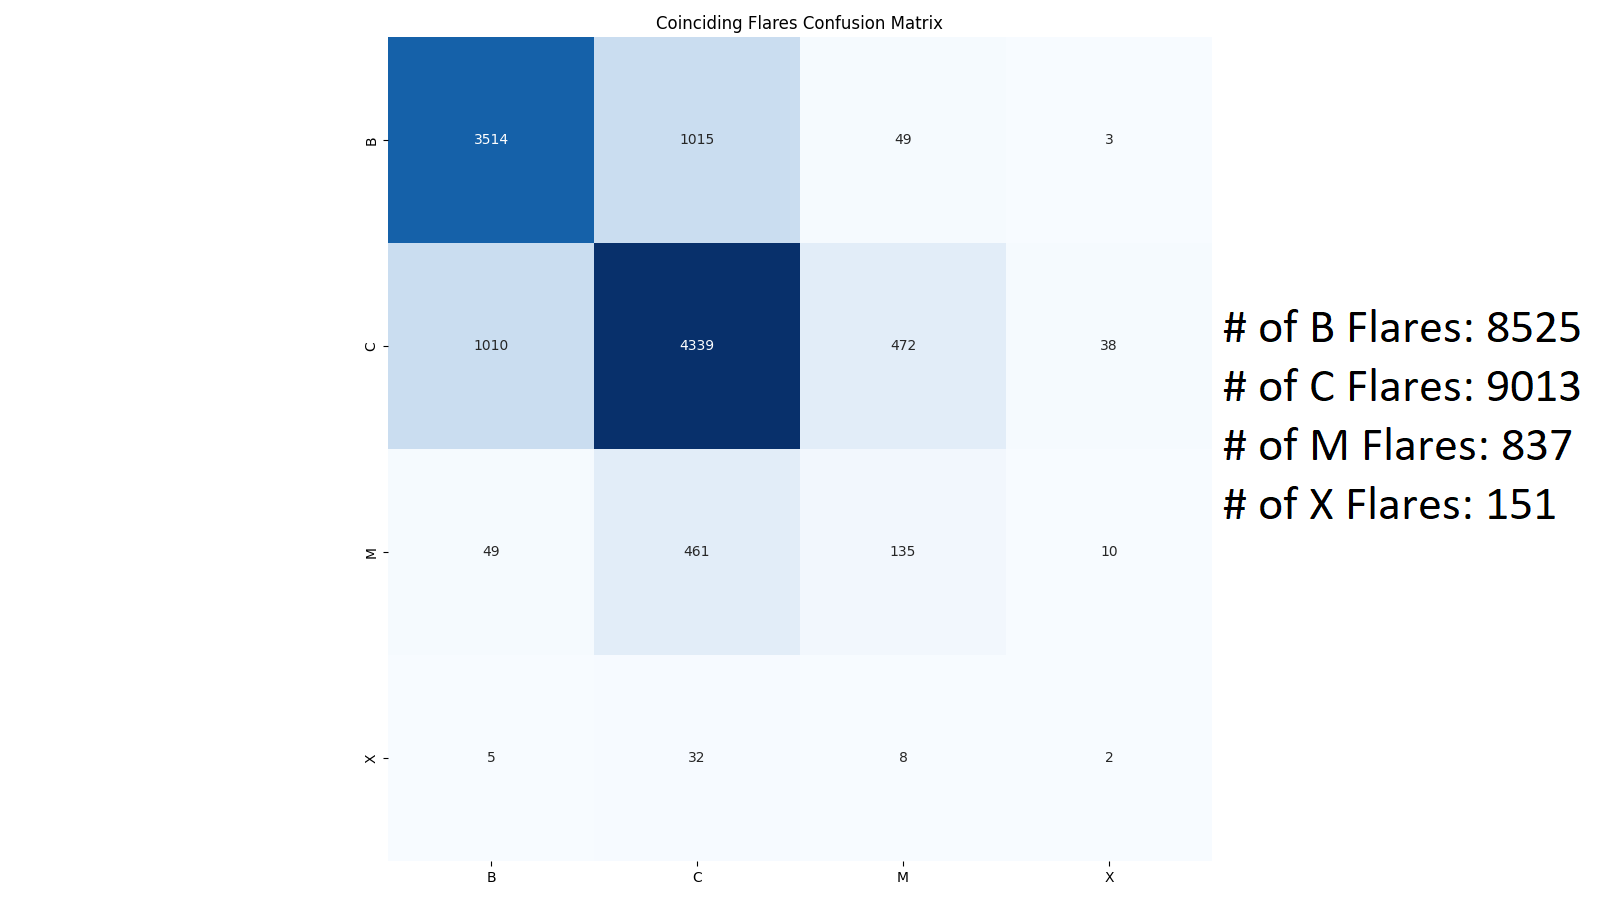 Coinciding Flares Confusion Matrix
B 3514 1015 49 3
C 1010 4339 472 38
M 49 461 135 10
X 5 32 8 2
B C M X
# of B Flares: 8525
# of C Flares: 9013
# of M Flares: 837
# of X Flares: 151